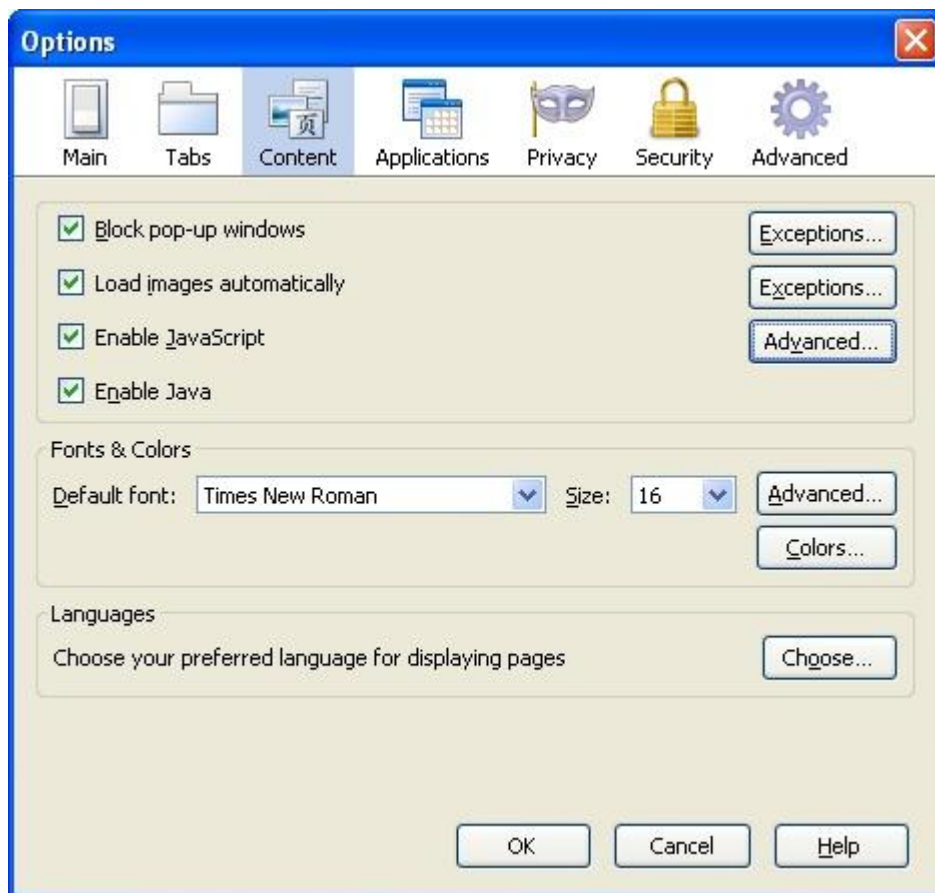 Options
页
Main Tabs Content Applications Privacy Security Advanced
Block pop-up windows Exceptions...
Load images automatically Exceptions...
Enable JavaScript Advanced...
Enable Java
Fonts & Colors
Default font: Times New Roman Size: 16 Advanced...
Colors...
Languages
Choose your preferred language for displaying pages Choose...
OK Cancel Help